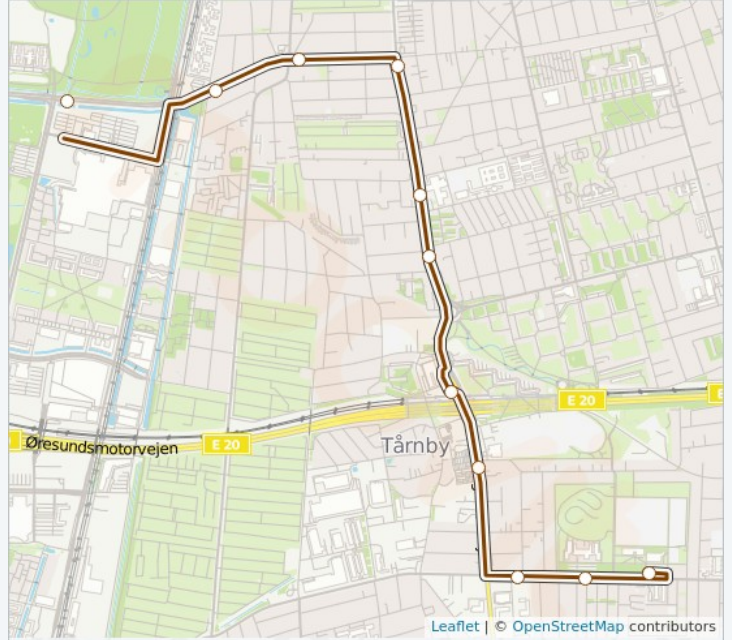 E 20
E
Øresundsmotorvejen
E 20
Tårnby
Leaflet | © OpenStreetMap contributors